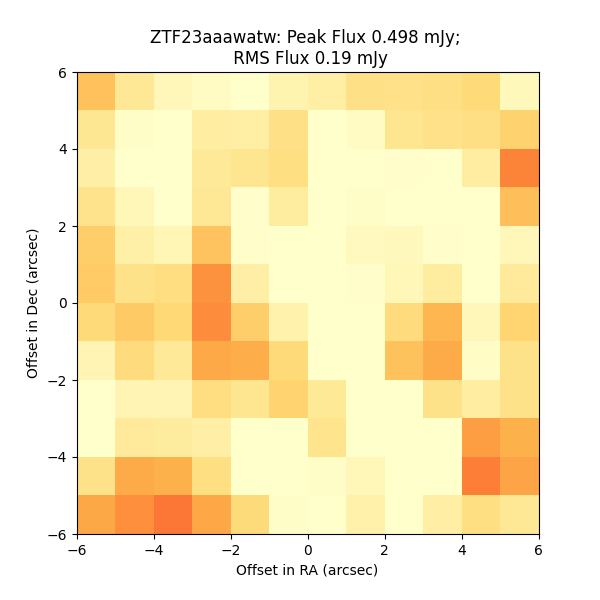 ZTF23aaawatw: Peak Flux 0.498 mJy;
RMS Flux 0.19 mJy
6
4
2
0
−2
−4
−6
Offset in Dec (arcsec)
−6 −4 −2 0 2 4 6
Offset in RA (arcsec)